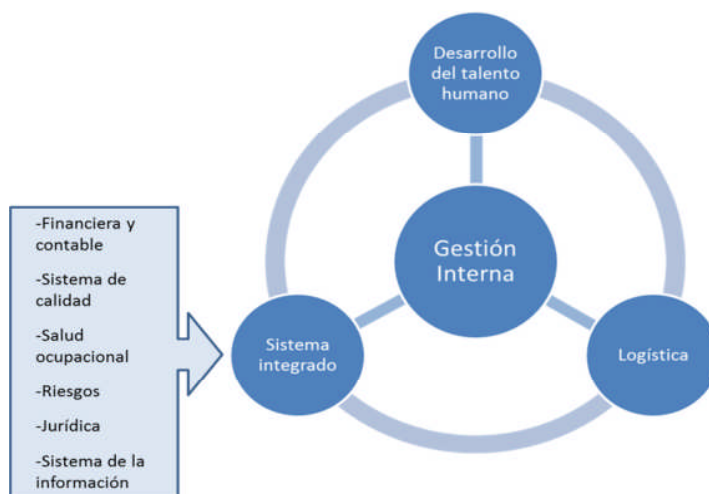 Desarrollo
del talento
humano
Gestión
Interna
-Financiera y
contable
-Sistema de
calidad
-Salud
ocupacional
-Riesgos
-Jurídica
-Sistema de la
información
Sistema
integrado
Logística